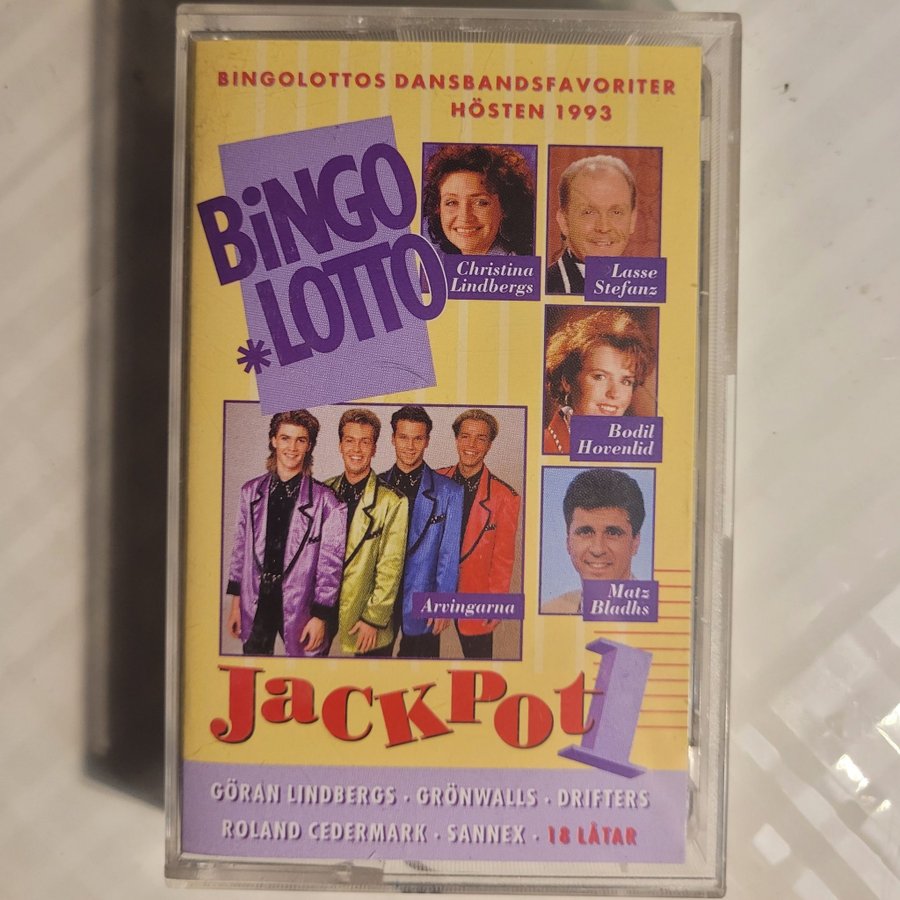 BINGOLOTTOS DANSBANDSFAVORITER
HÖSTEN 1993
BiNGO
*LOTTO
Christina
Lindbergs
Lasse
Stefanz
Bodil
Hovenlid
Arvingarna
Matz
Bladhs
JacKPot 1
GÖRAN LINDBERGS · GRÖNWALLS · DRIFTERS
ROLAND CEDERMARK · SANNEX · 18 LÅTAR